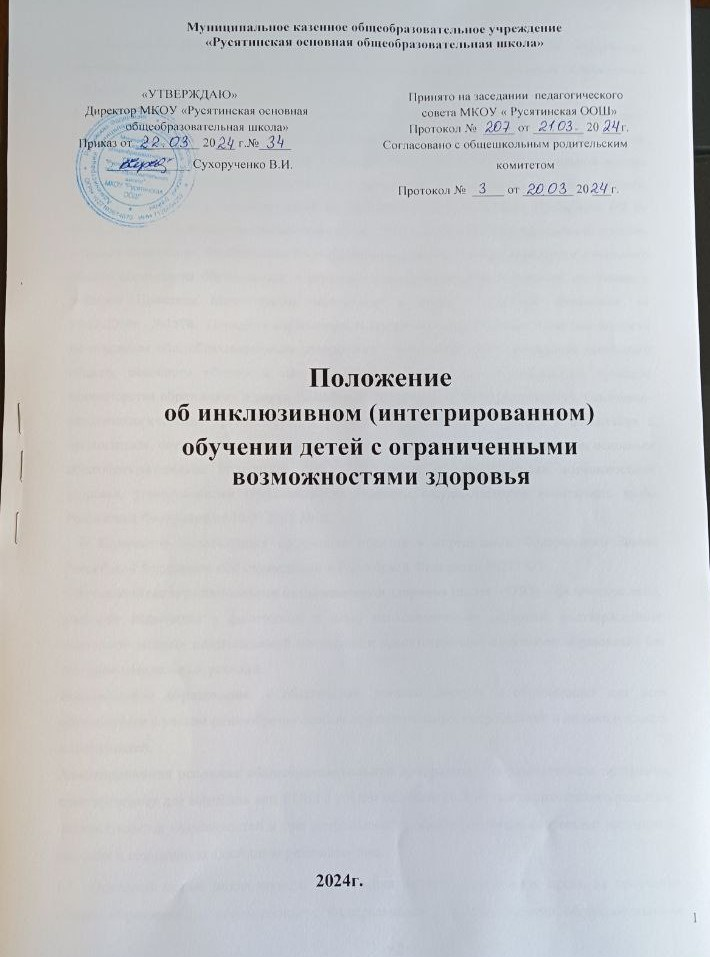 Муниципальное казенное общеобразовательное учреждение
«Русятинская основная общеобразовательная школа»
«УТВЕРЖДАЮ»
Директор МКОУ «Русятинская основная
общеобразовательная школа»
Приказ от 22.03 2024 г.№ 34
Сухорученко В.И.
МКОУ "Русятинская
ООШ"
Принято на заседании педагогического
совета МКОУ « Русятинская ООШ»
Протокол № 207 от 21.03. 2024г.
Согласовано с общешкольным родительским
комитетом
Протокол № 3 от 20.03 2024г.
Положение
об инклюзивном (интегрированном)
обучении детей с ограниченными
возможностями здоровья
2024г.
1